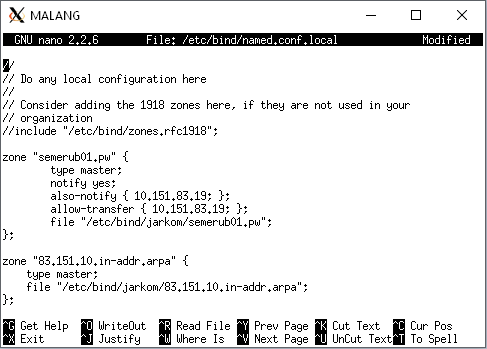 MALANG
GNU nano 2.2.6 File: /etc/bind/named.conf.local Modified
//
// Do any local configuration here
//
// Consider adding the 1918 zones here, if they are not used in your
// organization
//include "/etc/bind/zones.rfc1918";
zone "semerub01.pw" {
type master;
notify yes;
also-notify { 10.151.83.19; };
allow-transfer { 10.151.83.19; };
file "/etc/bind/jarkom/semerub01.pw";
};
zone "83.151.10.in-addr.arpa" {
type master;
file "/etc/bind/jarkom/83.151.10.in-addr.arpa";
};
^G Get Help ^O WriteOut ^R Read File ^Y Prev Page ^K Cut Text ^C Cur Pos
^X Exit ^J Justify ^W Where Is ^V Next Page ^U UnCut Text ^T To Spell